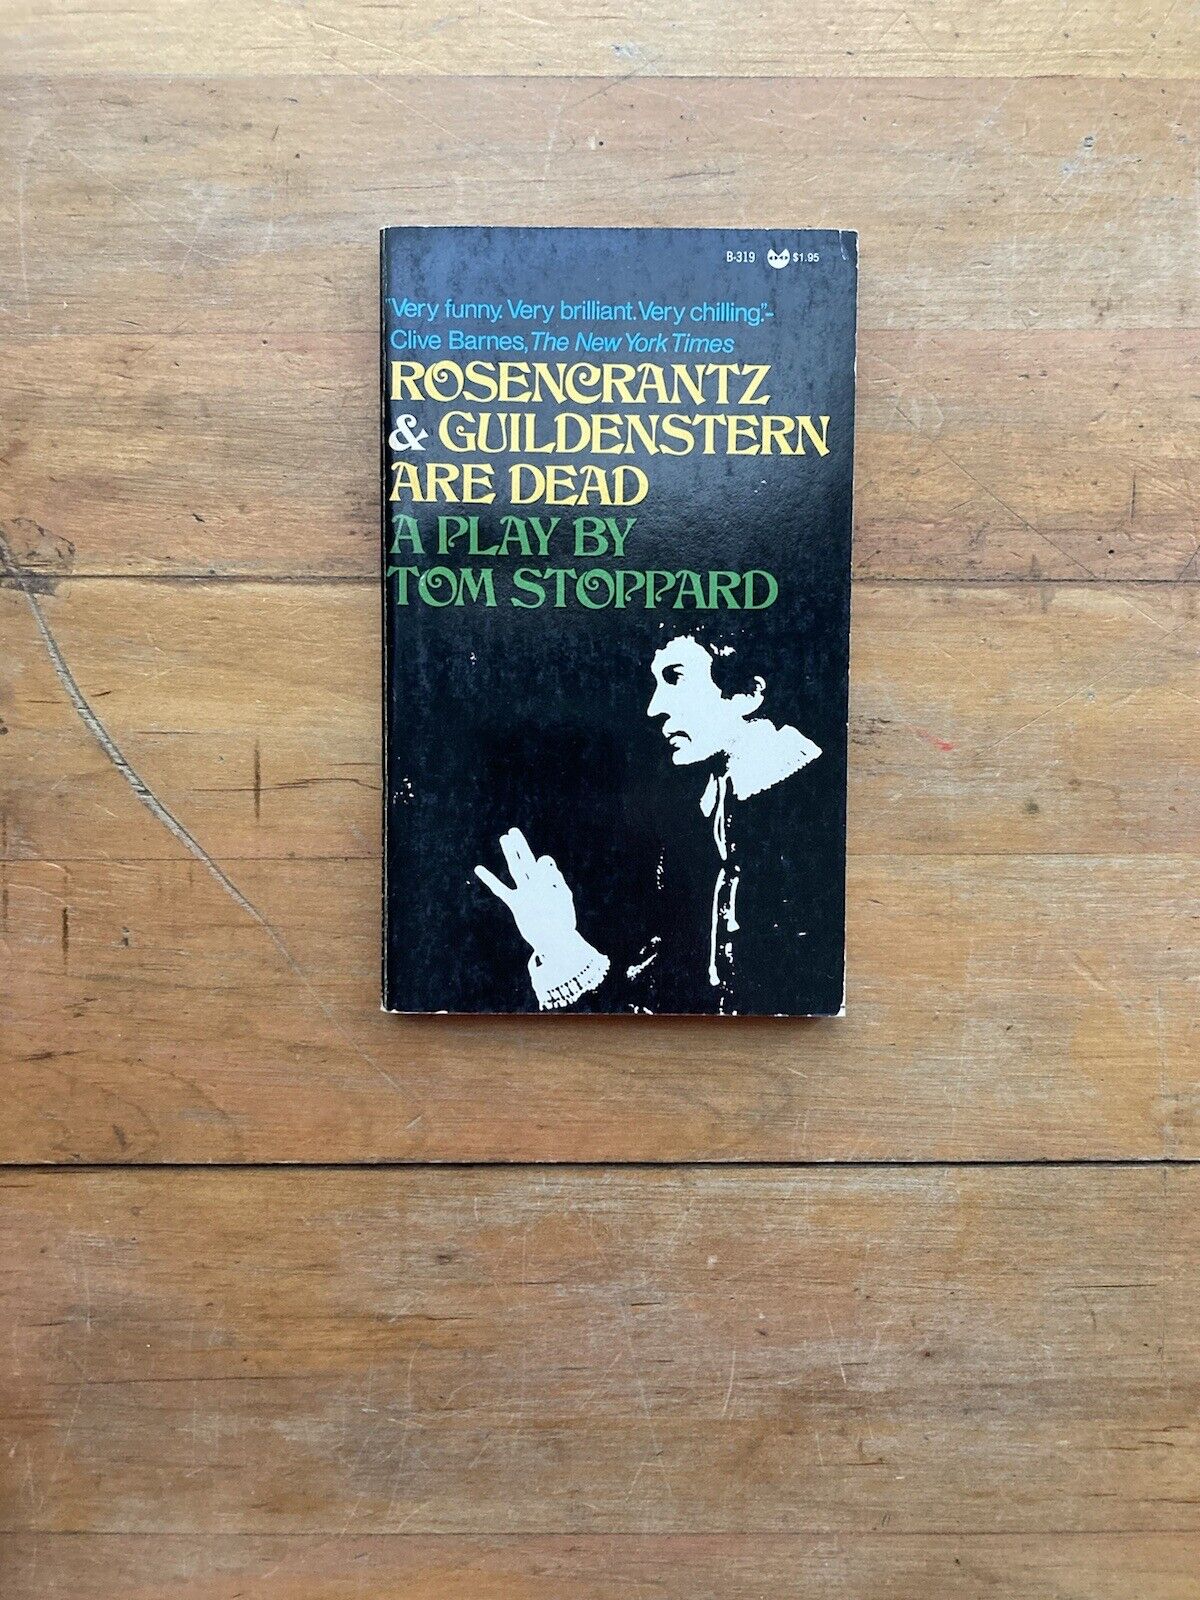 B-319 $1.95
"Very funny. Very brilliant. Very chilling."-
Clive Barnes, The New York Times
ROSENCRANTZ
& GUILDENSTERN
ARE DEAD
A PLAY BY
TOM STOPPARD